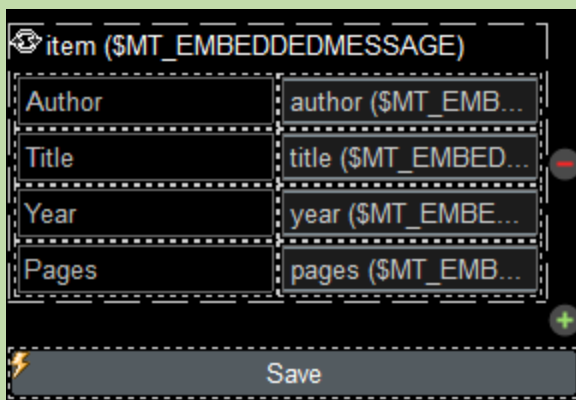 item ($MT_EMBEDDEDMESSAGE)
Author author ($MT_EMB...
Title title ($MT_EMBED...
Year year ($MT_EMBE...
Pages pages ($MT_EMB...
Save